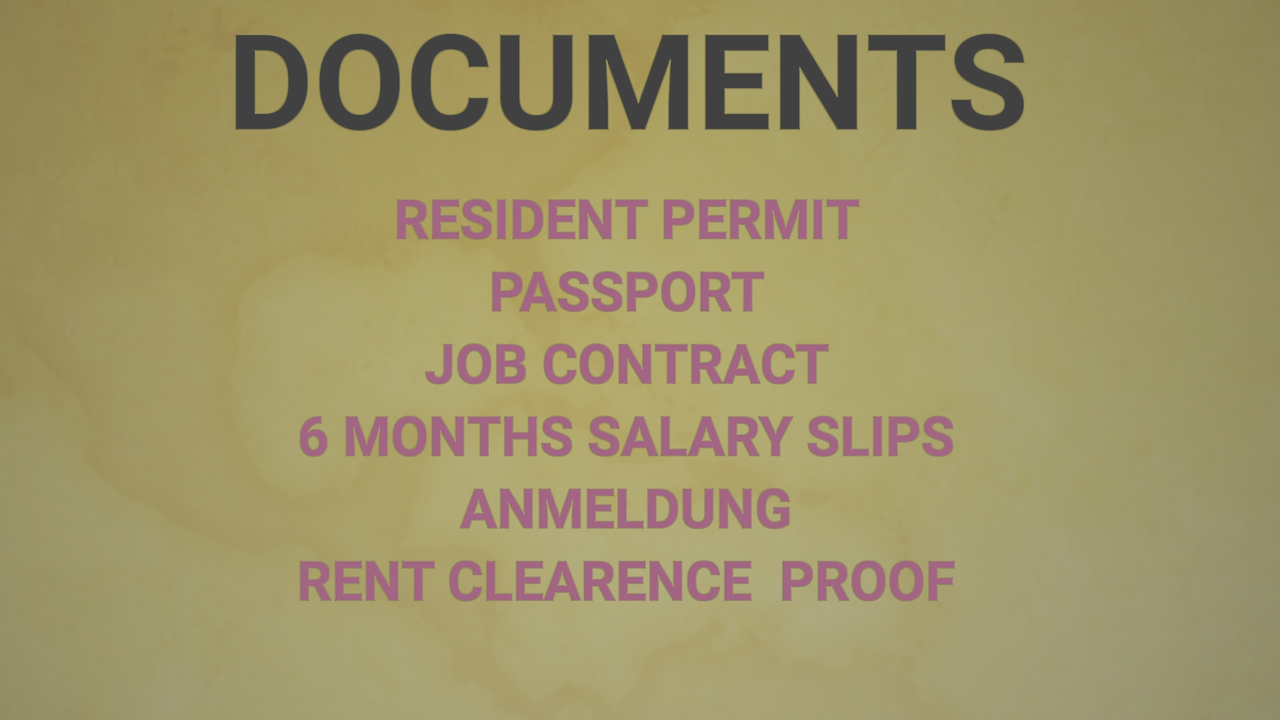 DOCUMENTS
RESIDENT PERMIT
PASSPORT
JOB CONTRACT
6 MONTHS SALARY SLIPS
ANMELDUNG
RENT CLEARENCE  PROOF